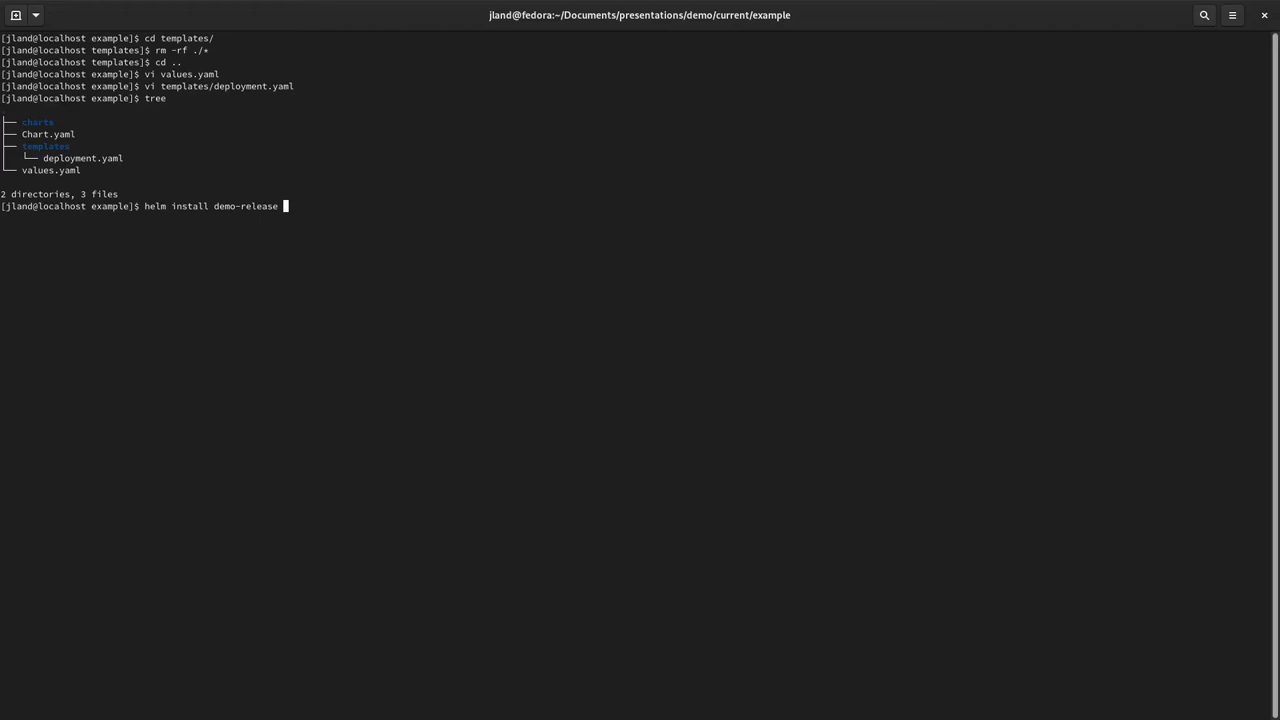 jland@fedora:~/Documents/presentations/demo/current/example
[jland@localhost example]$ cd templates/
[jland@localhost templates]$ rm -rf ./*
[jland@localhost templates]$ cd ..
[jland@localhost example]$ vi values.yaml
[jland@localhost example]$ vi templates/deployment.yaml
[jland@localhost example]$ tree
├── charts
├── Chart.yaml
├── templates
│   └── deployment.yaml
└── values.yaml
2 directories, 3 files
[jland@localhost example]$ helm install demo-release